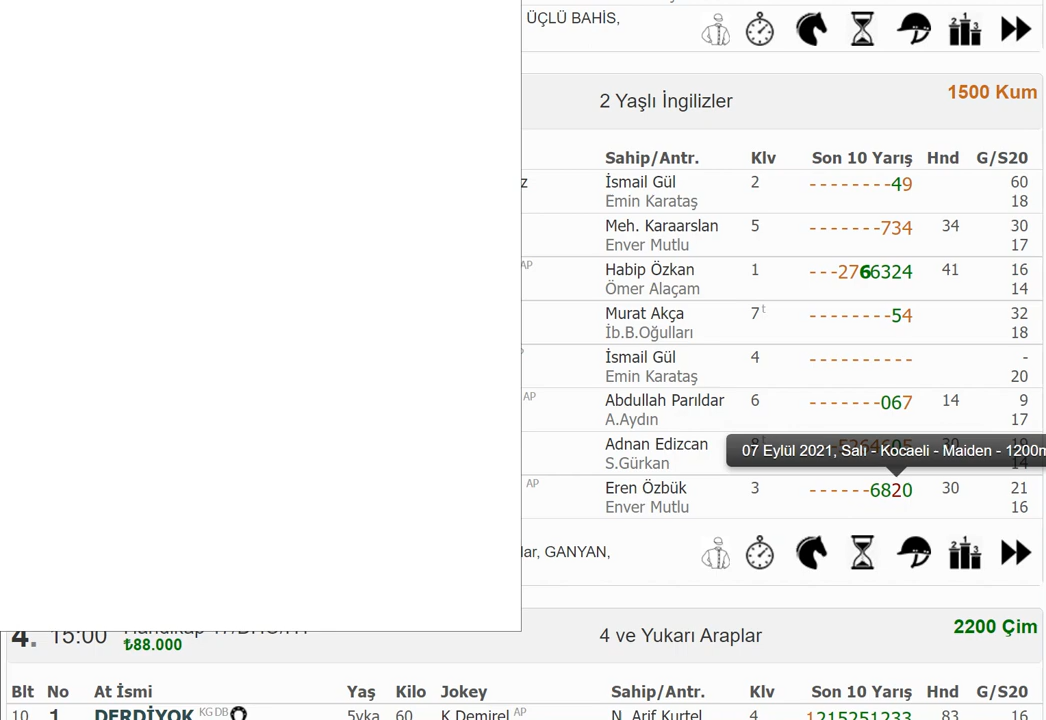 ÜÇLÜ BAHİS,
2 Yaşlı İngilizler 1500 Kum
Sahip/Antr. Klv Son 10 Yarış Hnd G/S20
z İsmail Gül 2 --------49 60
Emin Karataş 18
Meh. Karaarslan 5 -------734 34 30
Enver Mutlu 17
AP Habip Özkan 1 ---2766324 41 16
Ömer Alaçam 14
Murat Akça 7t --------54 32
İb.B.Oğulları 18
İsmail Gül 4 ---------- -
Emin Karataş 20
AP Abdullah Parıldar 6 -------067 14 9
A.Aydın 17
Adnan Edizcan
07 Eylül 2021, Salı - Kocaeli - Maiden - 1200m
S.Gürkan 14
AP Eren Özbük 3 ------6820 30 21
Enver Mutlu 16
lar, GANYAN,
4. 15:00
₺88.000 4 ve Yukarı Araplar 2200 Çim
Blt No At İsmi Yaş Kilo Jokey Sahip/Antr. Klv Son 10 Yarış Hnd G/S20
10 1 DERDİYOK KG DB 5yka 60 K.Demirel AP N. Arif Kurtel 4 1215251233 83 16